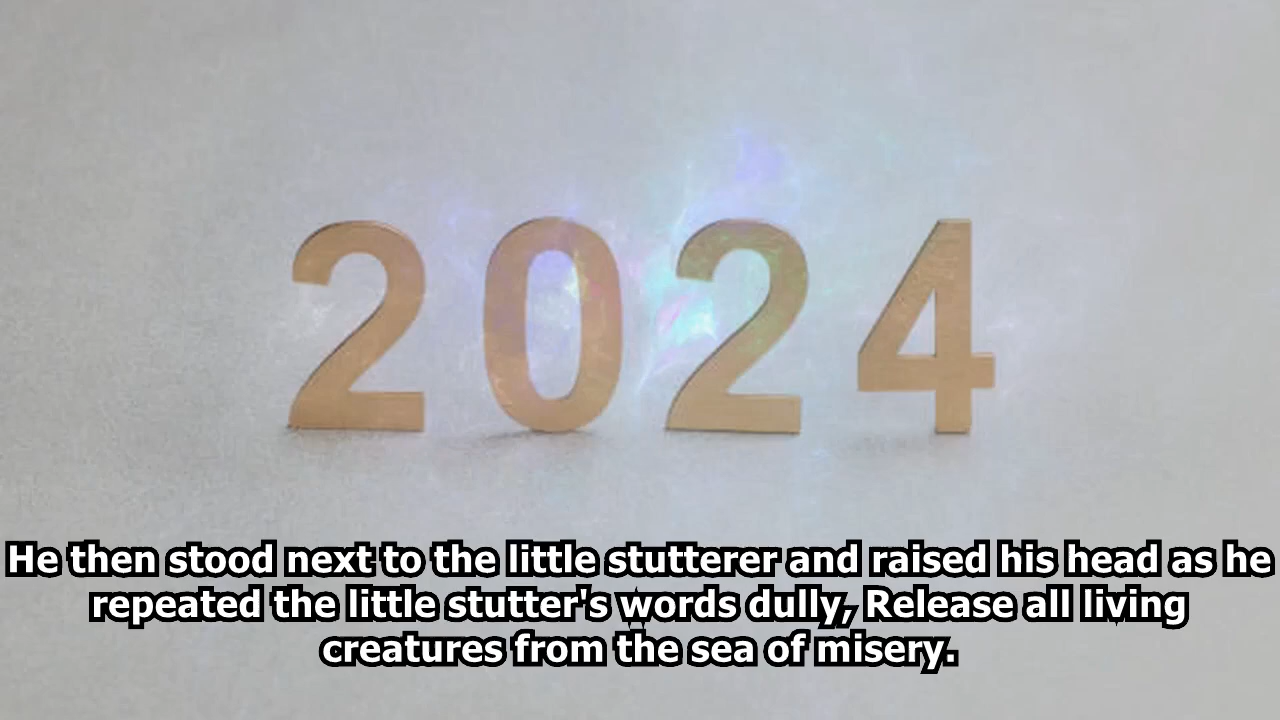 2024
He then stood next to the little stutterer and raised his head as he
repeated the little stutter's words dully, Release all living
creatures from the sea of misery.